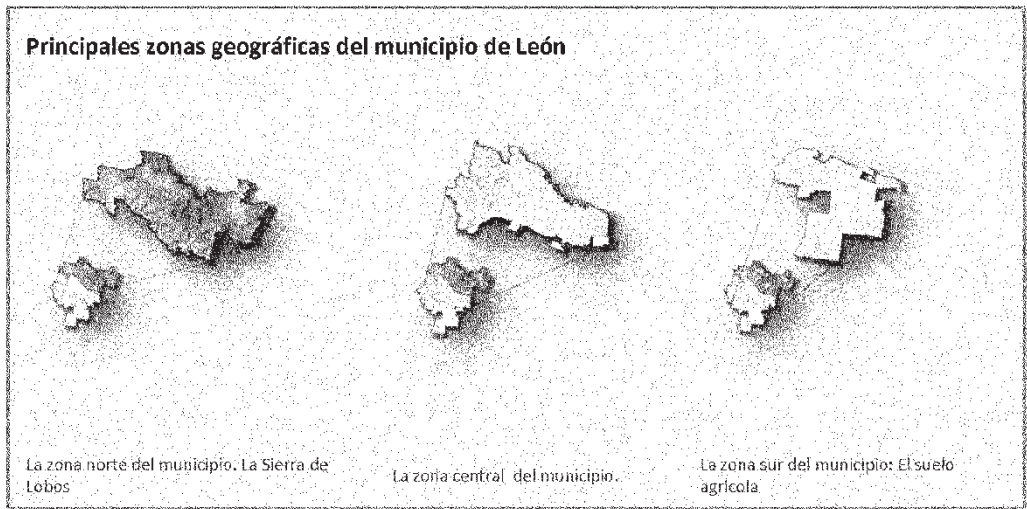 Principales zonas geográficas del municipio de León
La zona norte del municipio. La Sierra de
Lobos
La zona central del municipio.
La zona sur del municipio: El suelo
agrícola